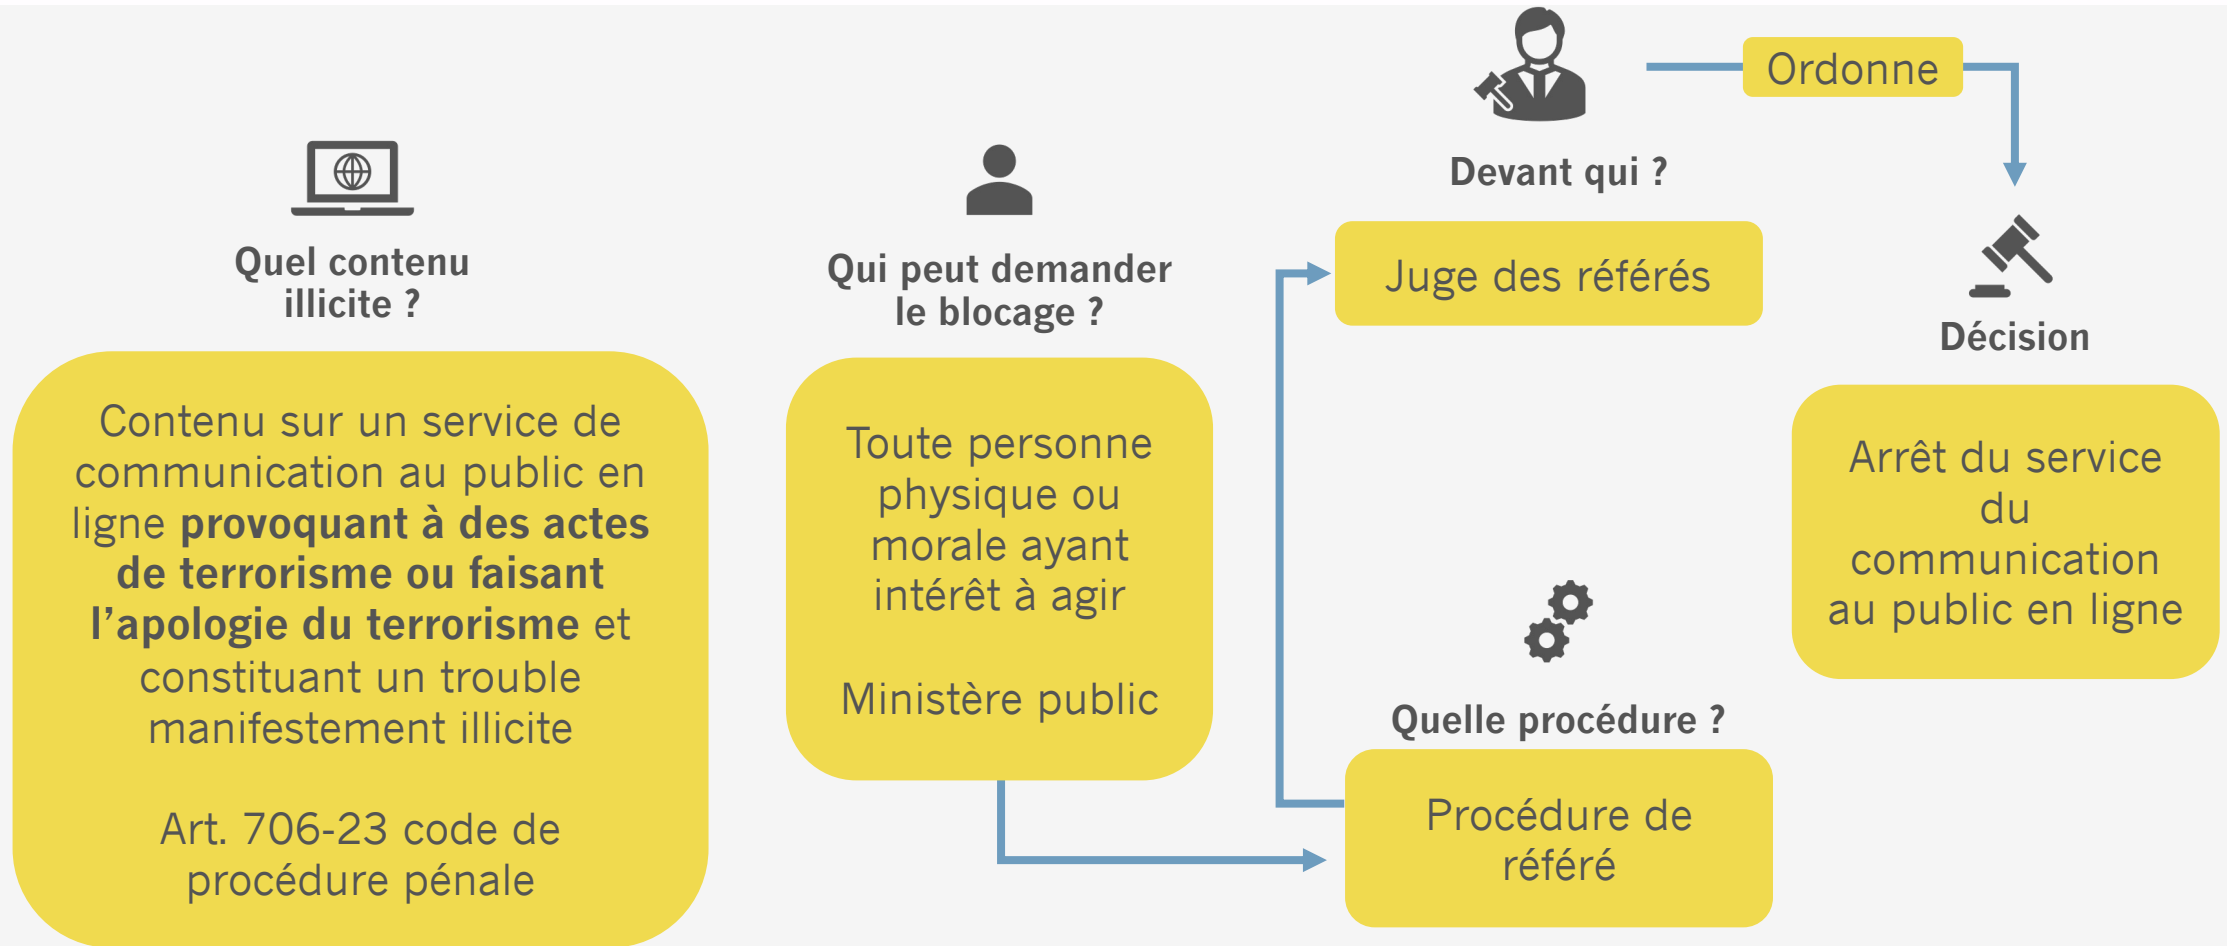 Quel contenu
illicite ?
Contenu sur un service de
communication au public en
ligne provoquant à des actes
de terrorisme ou faisant
l’apologie du terrorisme et
constituant un trouble
manifestement illicite
Art. 706-23 code de
procédure pénale
Qui peut demander
le blocage ?
Toute personne
physique ou
morale ayant
intérêt à agir
Ministère public
Quelle procédure ?
Procédure de
référé
Devant qui ?
Juge des référés
Ordonne
Décision
Arrêt du service
du
communication
au public en ligne